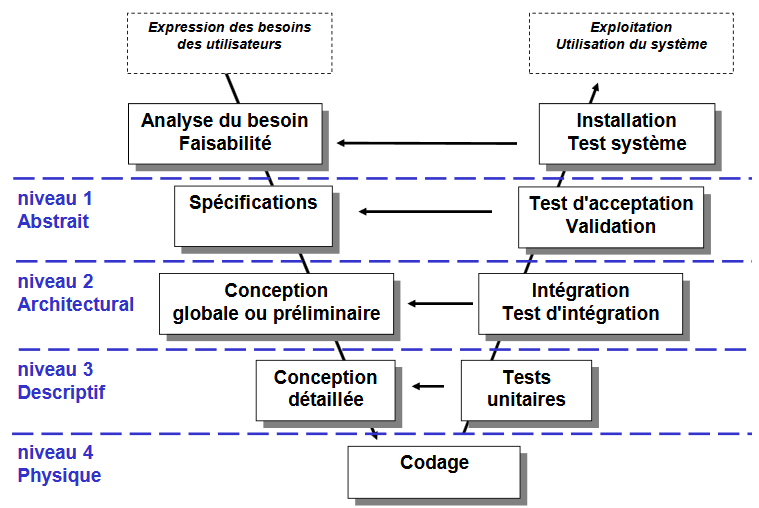 Expression des besoins
des utilisateurs
Exploitation
Utilisation du système
Analyse du besoin
Faisabilité
Installation
Test système
niveau 1
Abstrait
Spécifications
Test d'acceptation
Validation
niveau 2
Architectural
Conception
globale ou préliminaire
Intégration
Test d'intégration
niveau 3
Descriptif
Conception
détaillée
Tests
unitaires
niveau 4
Physique
Codage